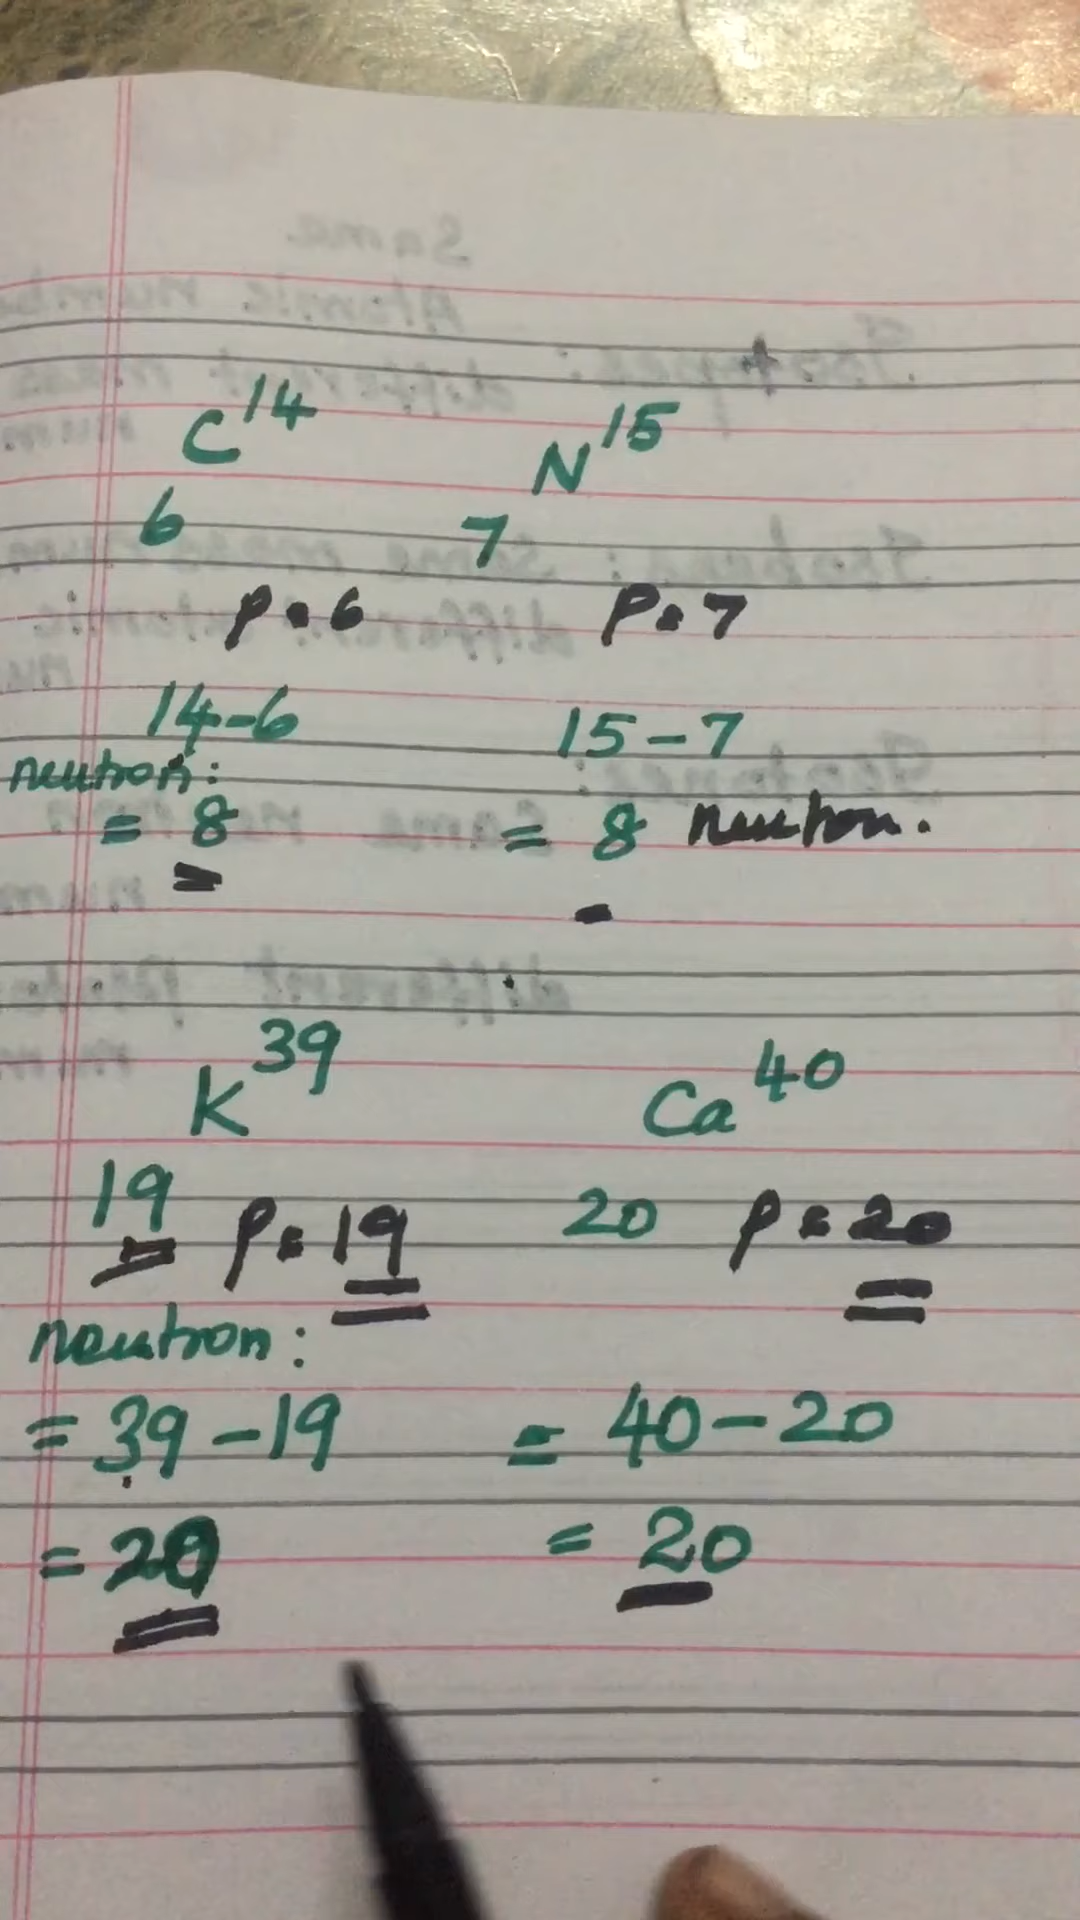 C¹⁴ N¹⁵
6 7
p = 6 p = 7
14-6 15-7
neutron:
= 8 = 8 neutron.
K³⁹ Ca⁴⁰
19 p = 19 20 p = 20
neutron:
= 39-19 = 40-20
= 20 = 20